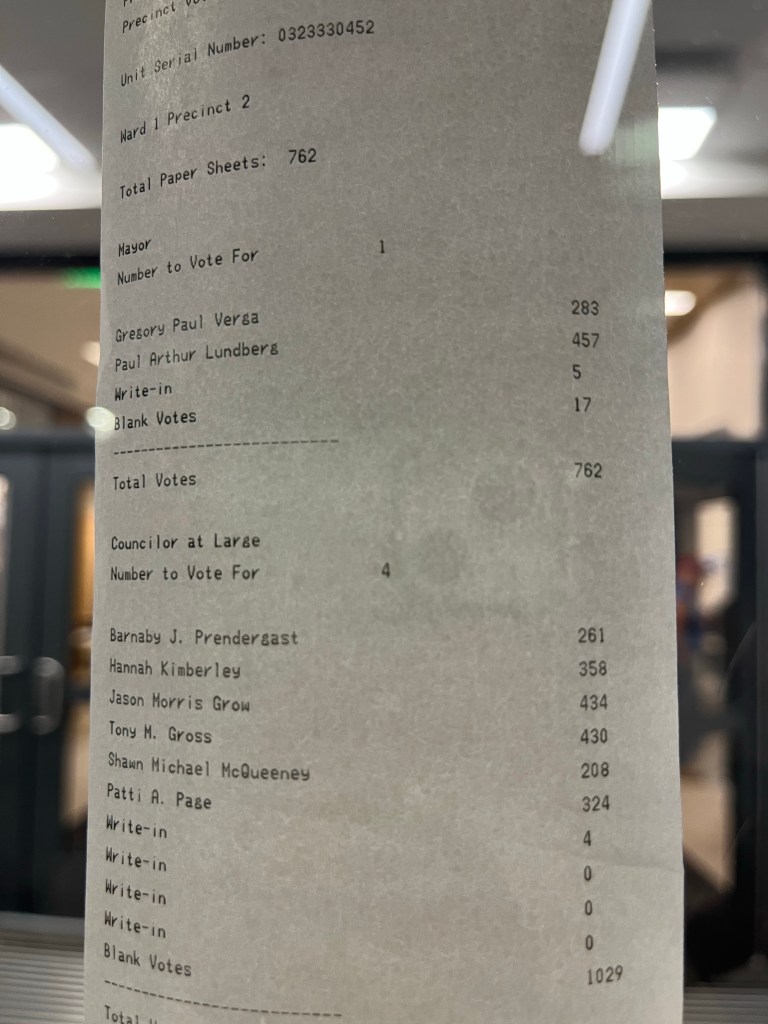 Precinct
Unit Serial Number: 0323330452
Ward 1 Precinct 2
Total Paper Sheets: 762
Mayor
Number to Vote For 1
Gregory Paul Verga 283
Paul Arthur Lundberg 457
Write-in 5
Blank Votes 17
--------------------------------
Total Votes 762
Councilor at Large
Number to Vote For 4
Barnaby J. Prendergast 261
Hannah Kimberley 358
Jason Morris Grow 434
Tony M. Gross 430
Shawn Michael McQueeney 208
Patti A. Page 324
Write-in 4
Write-in 0
Write-in 0
Write-in 0
Blank Votes 1029
--------------------------------
Total